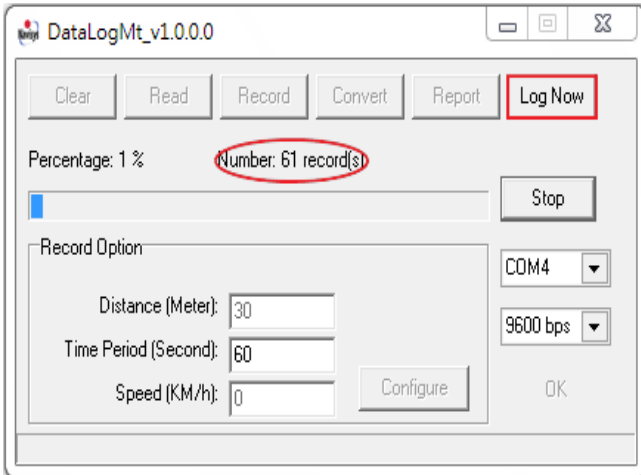 DataLogMt_v1.0.0.0
Clear Read Record Convert Report Log Now
Percentage: 1 % Number: 61 record(s)
Stop
Record Option
COM4
Distance (Meter): 30
9600 bps
Time Period (Second): 60
Speed (KM/h): 0
Configure
OK